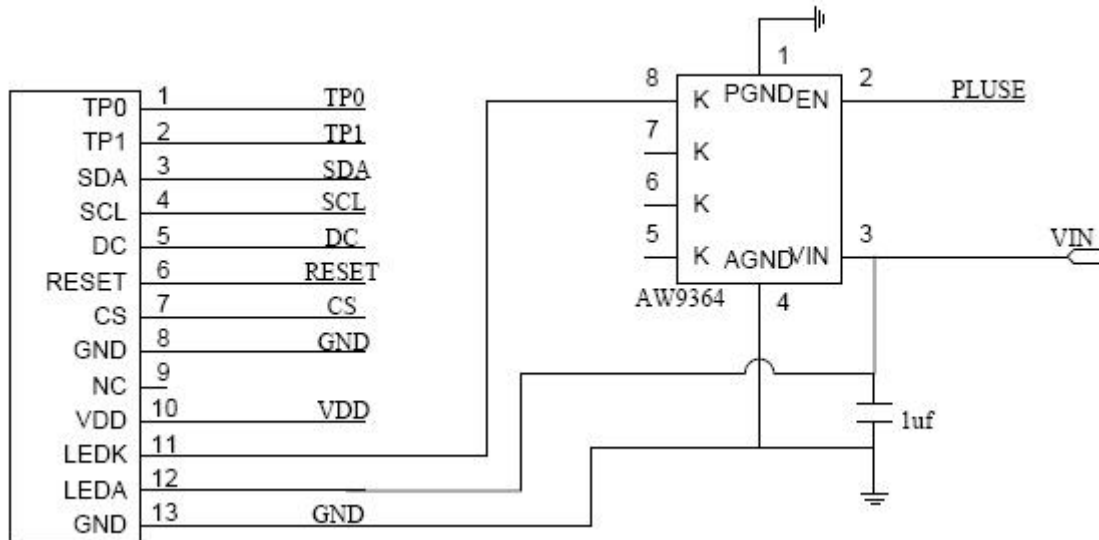 TP0 1 TP0
TP1 2 TP1
SDA 3 SDA
SCL 4 SCL
DC 5 DC
RESET 6 RESET
CS 7 CS
GND 8 GND
NC 9
VDD 10 VDD
LEDK 11
LEDA 12
GND 13 GND
1
8 K PGND EN 2 PLUSE
7 K
6 K
5 K AGND VIN 3 VIN
AW9364 4
1uf